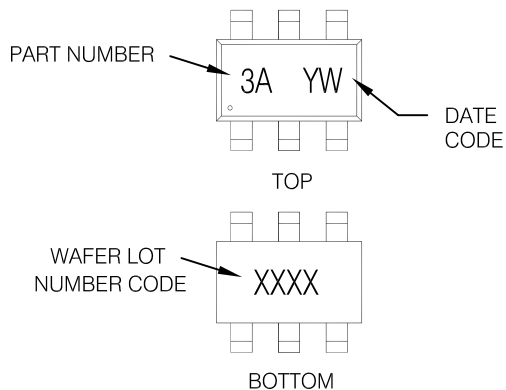 PART NUMBER
3A YW
DATE
CODE
TOP
WAFER LOT
NUMBER CODE
XXXX
BOTTOM